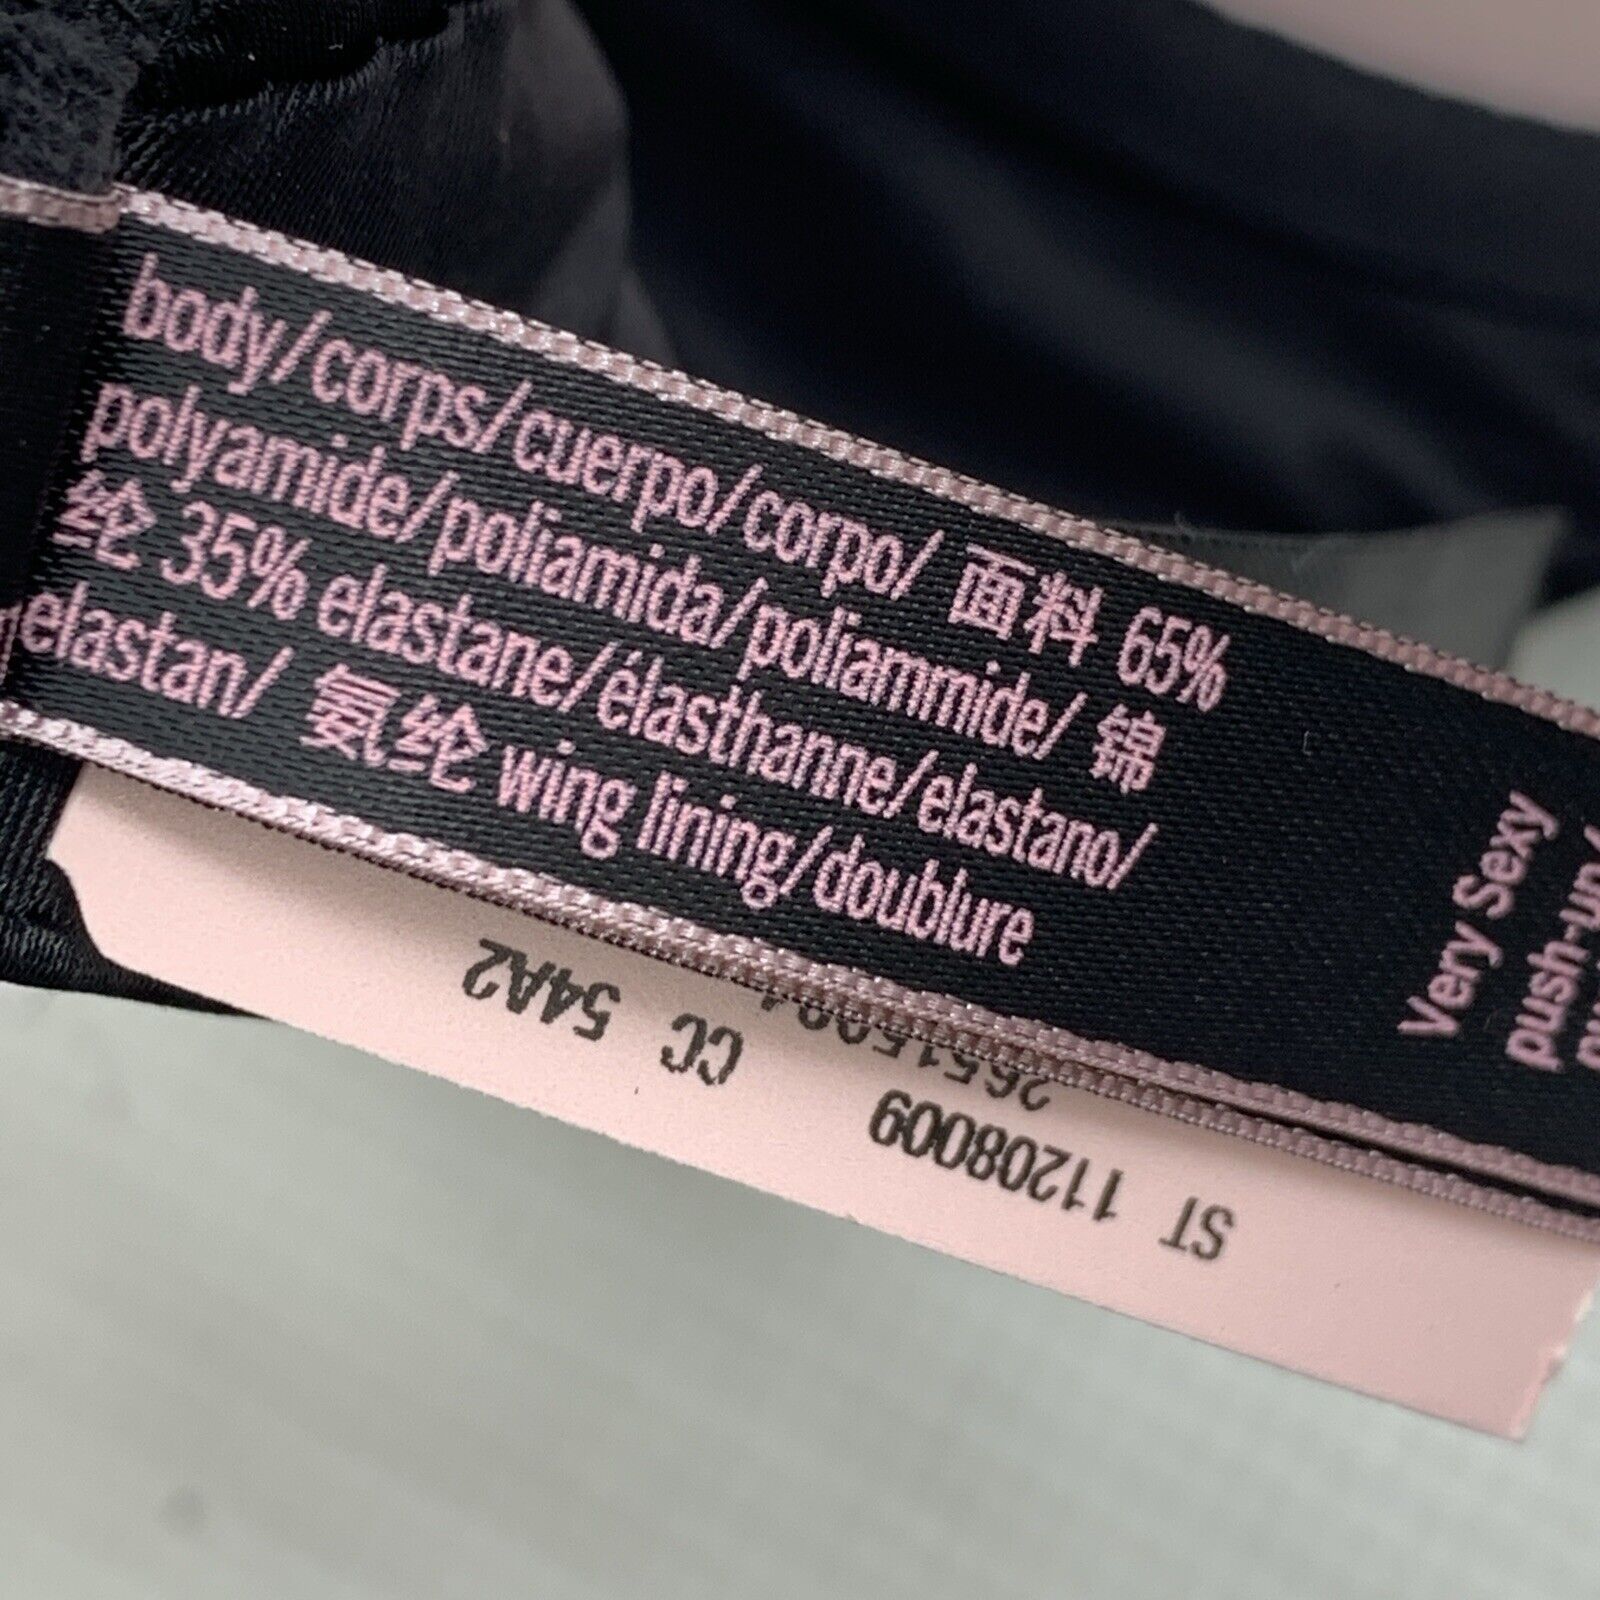 body/corps/cuerpo/corpo/ 面料 65%
polyamide/poliamida/poliammide/ 锦
纶 35% elastane/élasthanne/elastano/
elastan/ 氨纶 wing lining/doublure
Very Sexy
push-up/
ST 11208009
CC 54A2